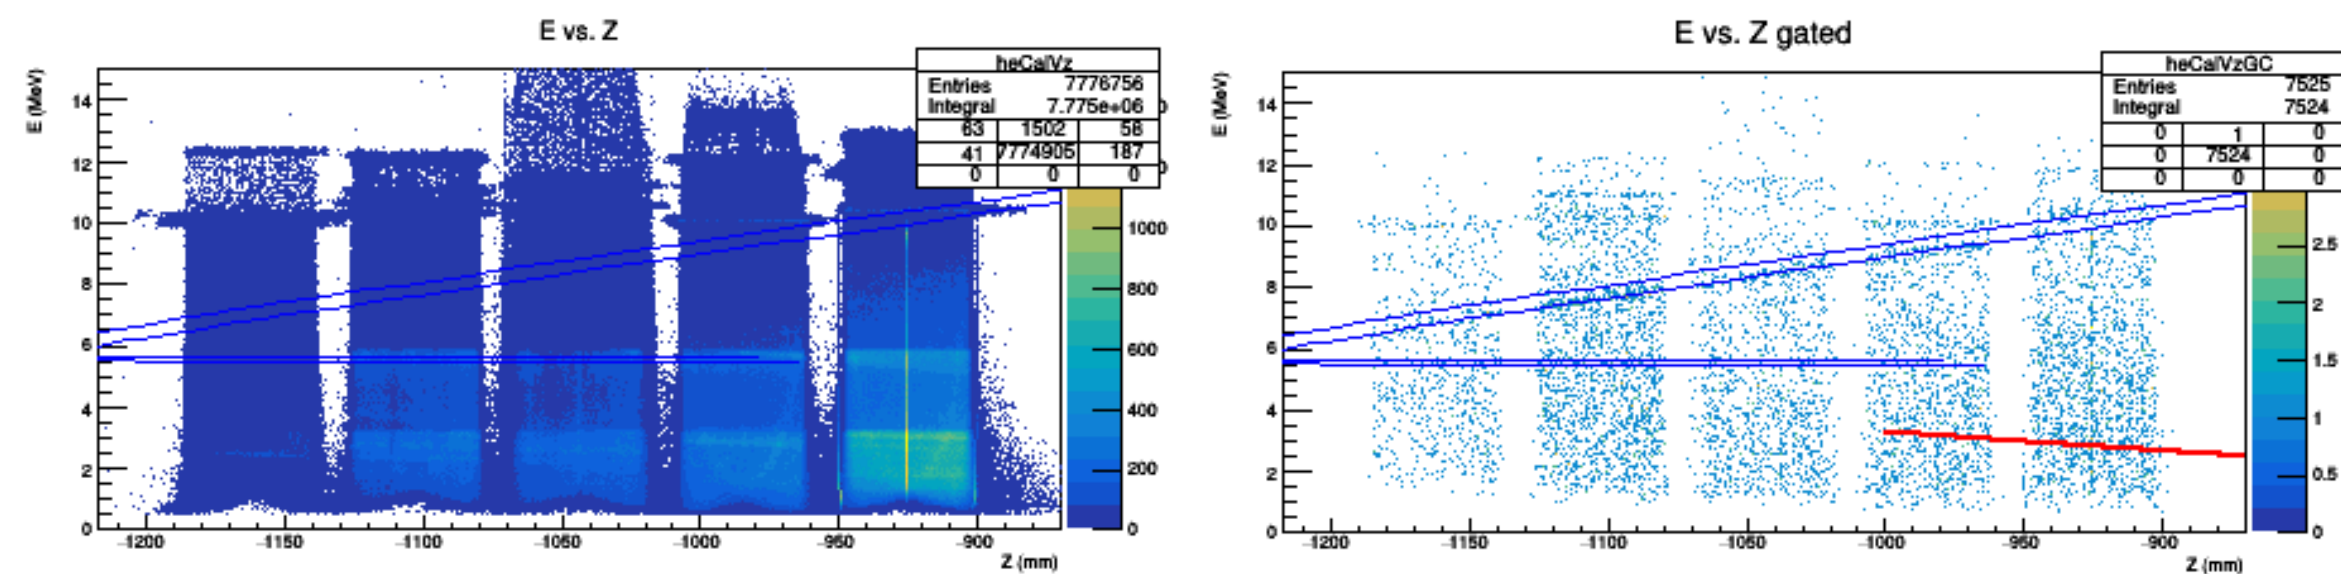 E vs. Z
heCalVz
Entries 7776756
Integral 7.775e+06
63 1502 58
41 7774905 187
0 0 0
E (MeV)
14
12
10
8
6
4
2
0
−1200 −1150 −1100 −1050 −1000 −950 −900
Z (mm)
1000
800
600
400
200
0
E vs. Z gated
heCalVzGC
Entries 7525
Integral 7524
0 1 0
0 7524 0
0 0 0
E (MeV)
14
12
10
8
6
4
2
0
−1200 −1150 −1100 −1050 −1000 −950 −900
Z (mm)
2.5
2
1.5
1
0.5
0